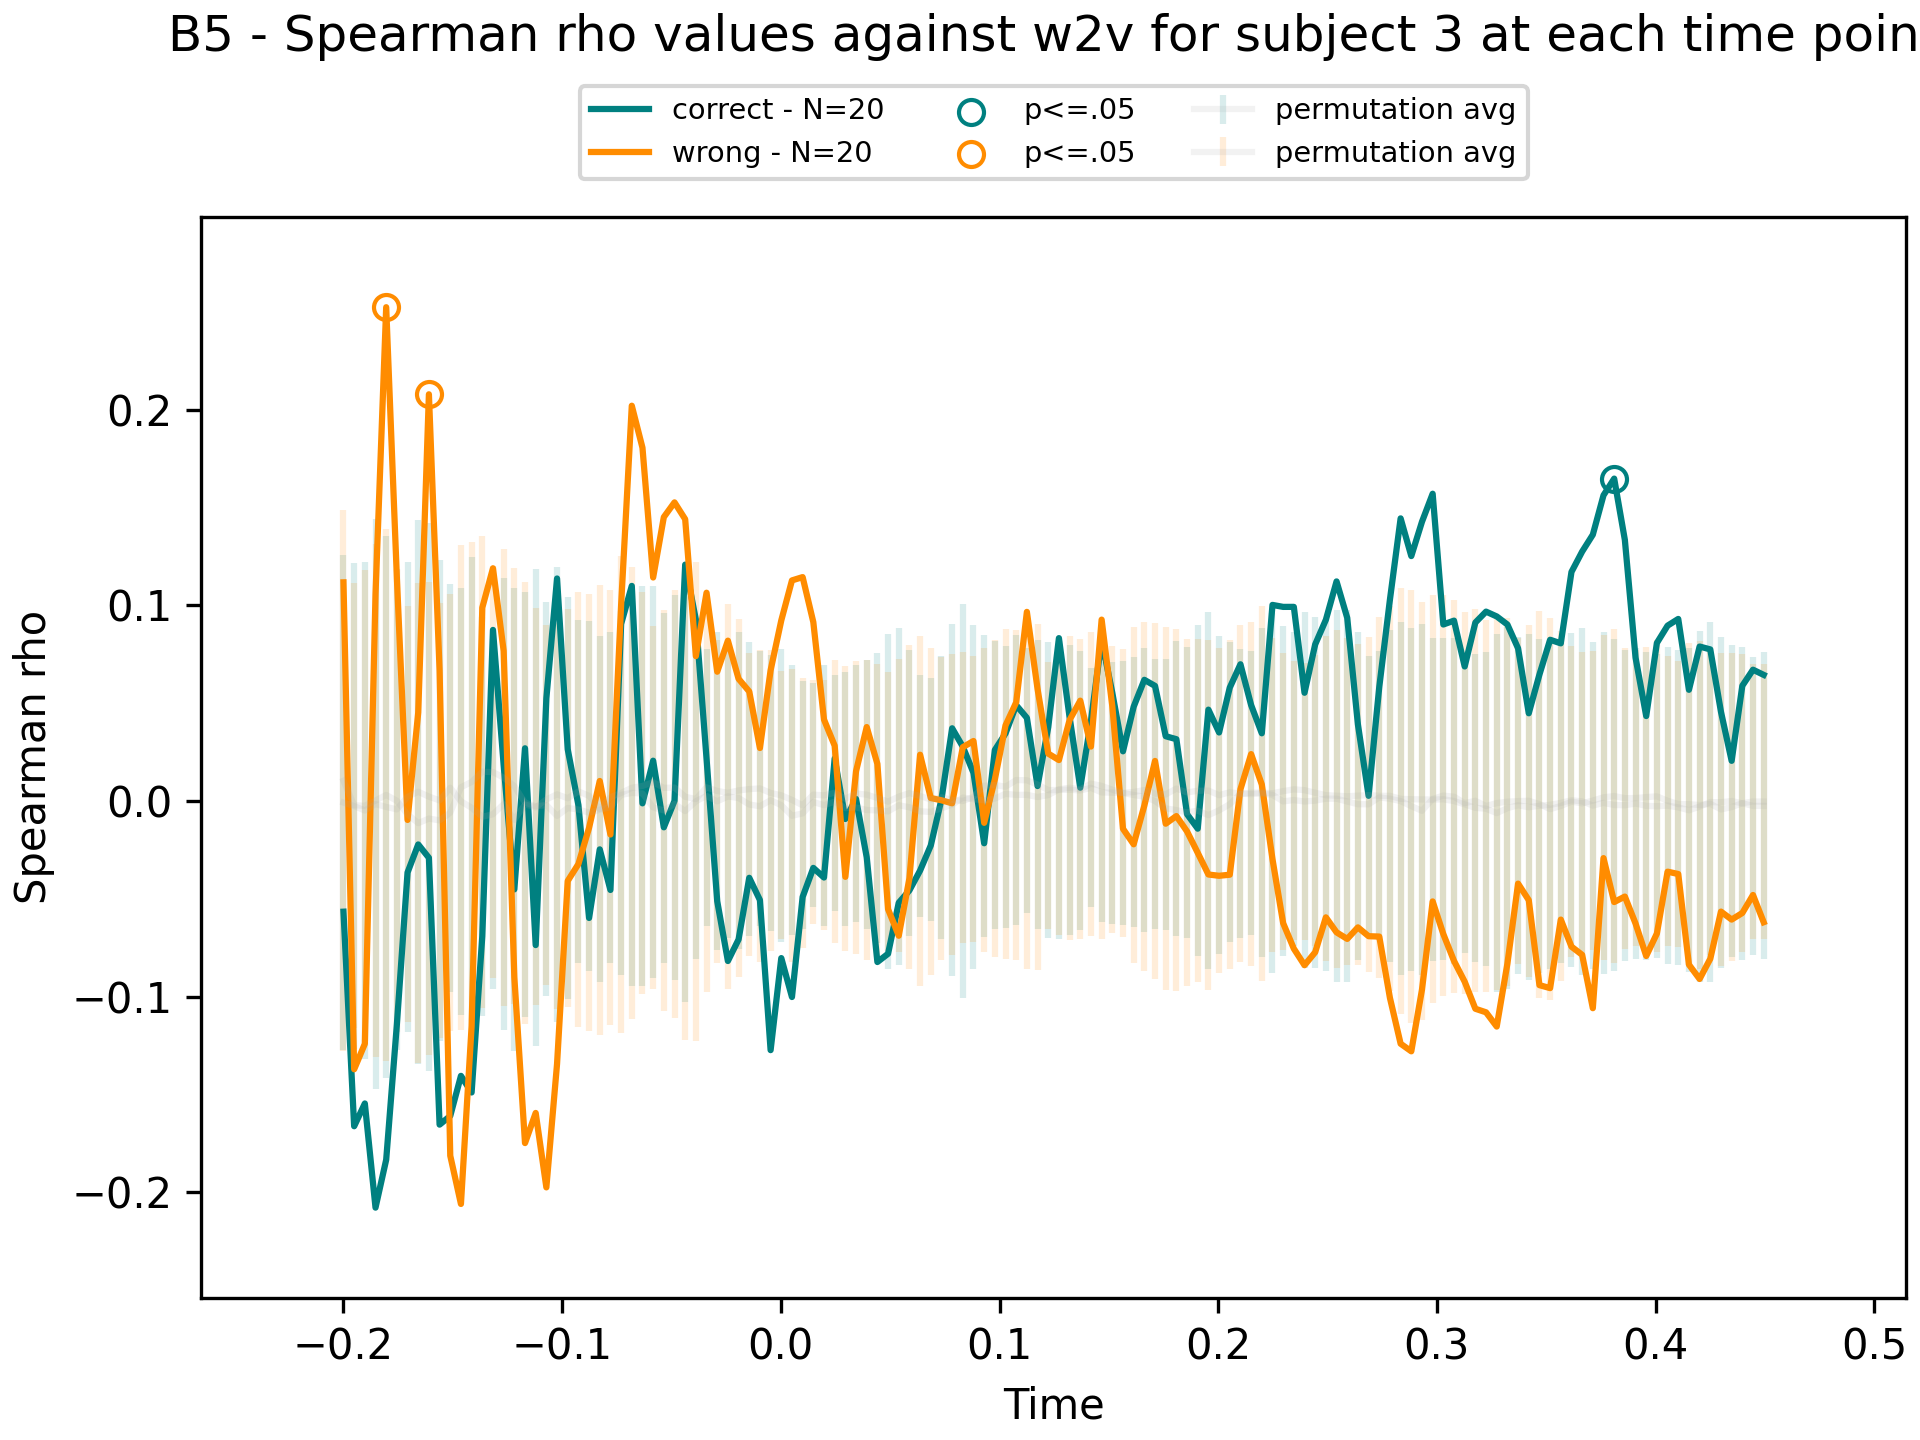 B5 - Spearman rho values against w2v for subject 3 at each time poin
correct - N=20 p<=.05 permutation avg
wrong - N=20 p<=.05 permutation avg
Spearman rho
0.2
0.1
0.0
−0.1
−0.2
−0.2 −0.1 0.0 0.1 0.2 0.3 0.4 0.5
Time